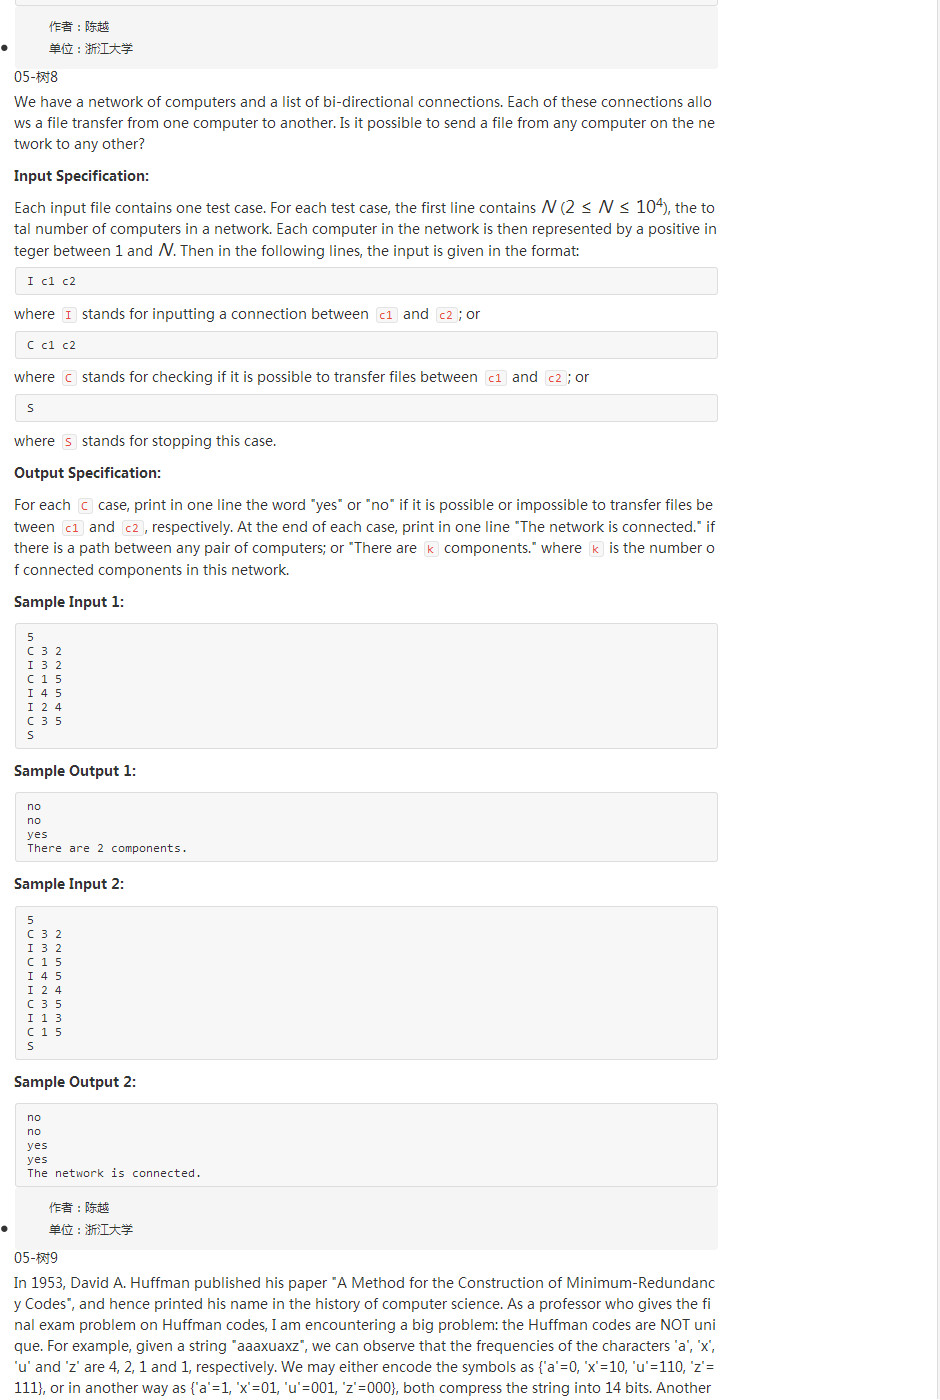 作者：陈越
单位：浙江大学
05-树8
We have a network of computers and a list of bi-directional connections. Each of these connections allo
ws a file transfer from one computer to another. Is it possible to send a file from any computer on the ne
twork to any other?
Input Specification:
Each input file contains one test case. For each test case, the first line contains N (2 ≤ N ≤ 10⁴), the to
tal number of computers in a network. Each computer in the network is then represented by a positive in
teger between 1 and N. Then in the following lines, the input is given in the format:
I c1 c2
where I stands for inputting a connection between c1 and c2 ; or
C c1 c2
where C stands for checking if it is possible to transfer files between c1 and c2 ; or
S
where S stands for stopping this case.
Output Specification:
For each C case, print in one line the word "yes" or "no" if it is possible or impossible to transfer files be
tween c1 and c2 , respectively. At the end of each case, print in one line "The network is connected." if
there is a path between any pair of computers; or "There are k components." where k is the number o
f connected components in this network.
Sample Input 1:
5
C 3 2
I 3 2
C 1 5
I 4 5
I 2 4
C 3 5
S
Sample Output 1:
no
no
yes
There are 2 components.
Sample Input 2:
5
C 3 2
I 3 2
C 1 5
I 4 5
I 2 4
C 3 5
I 1 3
C 1 5
S
Sample Output 2:
no
no
yes
yes
The network is connected.
作者：陈越
单位：浙江大学
05-树9
In 1953, David A. Huffman published his paper "A Method for the Construction of Minimum-Redundanc
y Codes", and hence printed his name in the history of computer science. As a professor who gives the fi
nal exam problem on Huffman codes, I am encountering a big problem: the Huffman codes are NOT uni
que. For example, given a string "aaaxuaxz", we can observe that the frequencies of the characters 'a', 'x',
'u' and 'z' are 4, 2, 1 and 1, respectively. We may either encode the symbols as {'a'=0, 'x'=10, 'u'=110, 'z'=
111}, or in another way as {'a'=1, 'x'=01, 'u'=001, 'z'=000}, both compress the string into 14 bits. Another